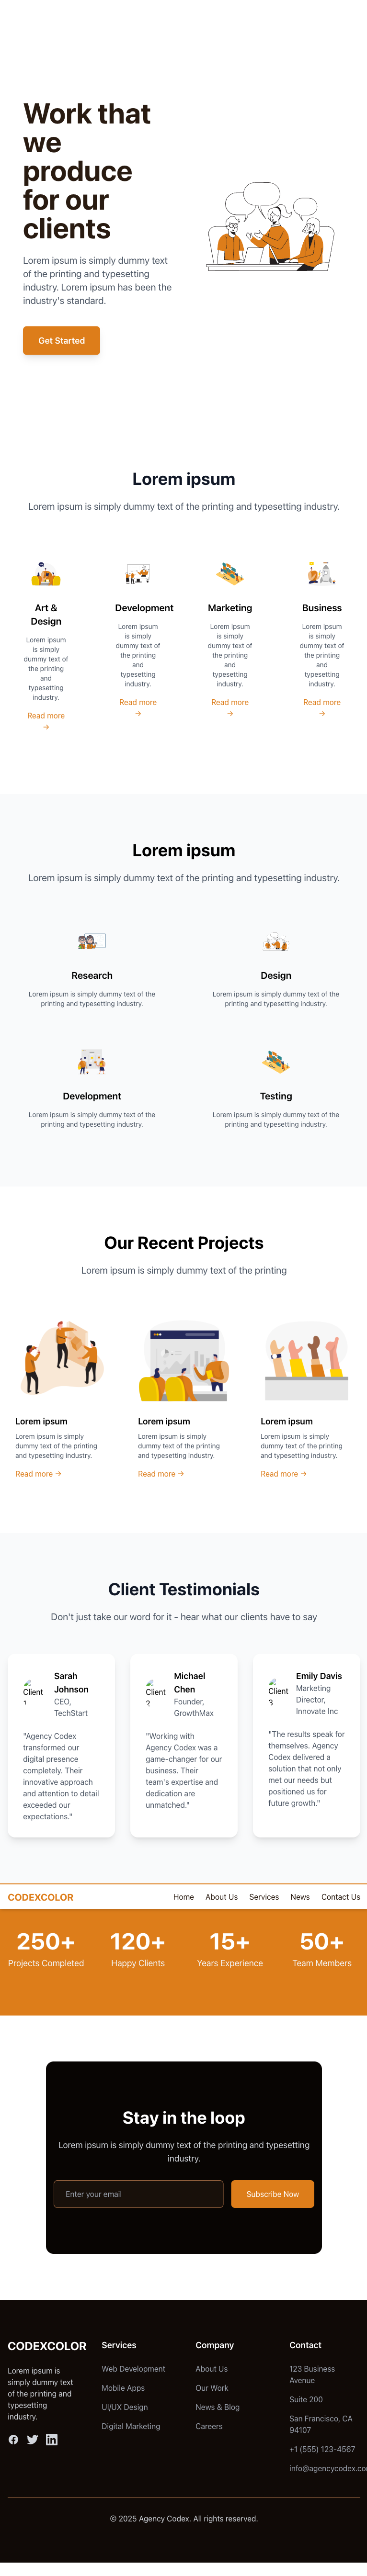 Work that
we
produce
for our
clients
Lorem ipsum is simply dummy text
of the printing and typesetting
industry. Lorem ipsum has been the
industry's standard.
Get Started
Lorem ipsum
Lorem ipsum is simply dummy text of the printing and typesetting industry.
Art &
Design
Lorem ipsum
is simply
dummy text of
the printing
and
typesetting
industry.
Read more
→
Development
Lorem ipsum
is simply
dummy text of
the printing
and
typesetting
industry.
Read more
→
Marketing
Lorem ipsum
is simply
dummy text of
the printing
and
typesetting
industry.
Read more
→
Business
Lorem ipsum
is simply
dummy text of
the printing
and
typesetting
industry.
Read more
→
Lorem ipsum
Lorem ipsum is simply dummy text of the printing and typesetting industry.
Research
Lorem ipsum is simply dummy text of the
printing and typesetting industry.
Design
Lorem ipsum is simply dummy text of the
printing and typesetting industry.
Development
Lorem ipsum is simply dummy text of the
printing and typesetting industry.
Testing
Lorem ipsum is simply dummy text of the
printing and typesetting industry.
Our Recent Projects
Lorem ipsum is simply dummy text of the printing
Lorem ipsum
Lorem ipsum is simply
dummy text of the printing
and typesetting industry.
Read more →
Lorem ipsum
Lorem ipsum is simply
dummy text of the printing
and typesetting industry.
Read more →
Lorem ipsum
Lorem ipsum is simply
dummy text of the printing
and typesetting industry.
Read more →
Client Testimonials
Don't just take our word for it - hear what our clients have to say
Client
1
Sarah
Johnson
CEO,
TechStart
"Agency Codex
transformed our
digital presence
completely. Their
innovative approach
and attention to detail
exceeded our
expectations."
Client
2
Michael
Chen
Founder,
GrowthMax
"Working with
Agency Codex was a
game-changer for our
business. Their
team's expertise and
dedication are
unmatched."
Client
3
Emily Davis
Marketing
Director,
Innovate Inc
"The results speak for
themselves. Agency
Codex delivered a
solution that not only
met our needs but
positioned us for
future growth."
CODEXCOLOR
Home About Us Services News Contact Us
250+
Projects Completed
120+
Happy Clients
15+
Years Experience
50+
Team Members
Stay in the loop
Lorem ipsum is simply dummy text of the printing and typesetting
industry.
Enter your email
Subscribe Now
CODEXCOLOR
Lorem ipsum is
simply dummy text
of the printing and
typesetting
industry.
Services
Web Development
Mobile Apps
UI/UX Design
Digital Marketing
Company
About Us
Our Work
News & Blog
Careers
Contact
123 Business
Avenue
Suite 200
San Francisco, CA
94107
+1 (555) 123-4567
info@agencycodex.co
© 2025 Agency Codex. All rights reserved.